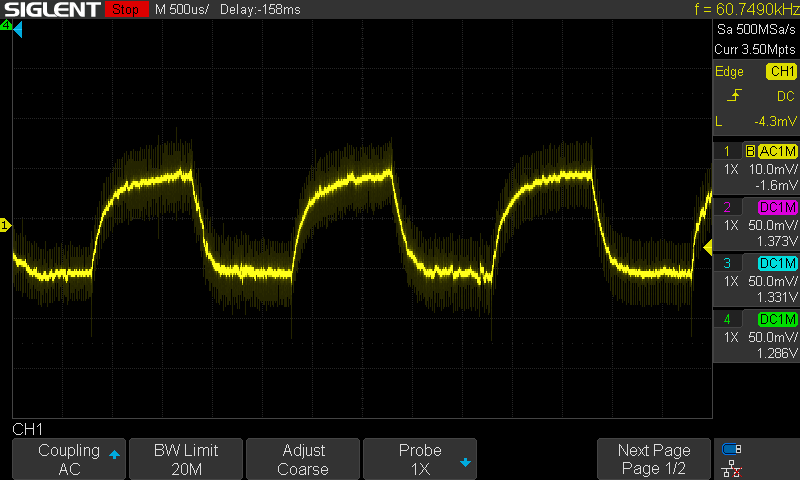 SIGLENT Stop M 500us/ Delay:-158ms f = 60.7490kHz
4
Sa 500MSa/s
Curr 3.50Mpts
Edge CH1
DC
L -4.3mV
1 B AC1M
1X 10.0mV/
-1.6mV
2 DC1M
1X 50.0mV/
1.373V
1
3 DC1M
1X 50.0mV/
1.331V
4 DC1M
1X 50.0mV/
1.286V
CH1
Coupling
AC
BW Limit
20M
Adjust
Coarse
Probe
1X
Next Page
Page 1/2